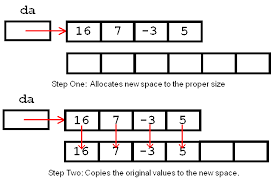 da
16 7 -3 5
Step One: Allocates new space to the proper size
da
16 7 -3 5
16 7 -3 5
Step Two: Copies the original values to the new space.